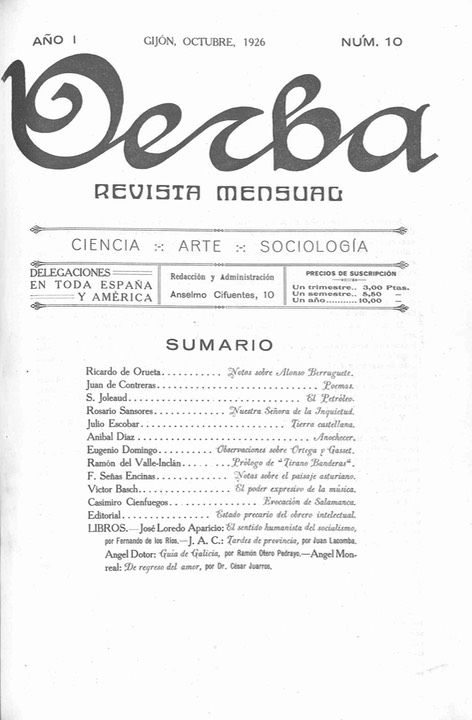 AÑO I GIJÓN, OCTUBRE, 1926 NUM. 10
Verba
REVISTA MENSUAL
CIENCIA :-: ARTE :-: SOCIOLOGÍA
DELEGACIONES
EN TODA ESPAÑA
Y AMÉRICA
Redacción y Administración
Anselmo Cifuentes, 10
PRECIOS DE SUSCRIPCIÓN
Un trimestre.. 3,00 Ptas.
Un semestre.. 5,50 —
Un año.......... 10,00 —
SUMARIO
Ricardo de Orueta.......... Notas sobre Alonso Berruguete.
Juan de Contreras.......... Poemas.
S. Joleaud.......... El Petróleo.
Rosario Sansores.......... Nuestra Señora de la Inquietud.
Julio Escobar.......... Tierra castellana.
Anibal Díaz.......... Anochecer.
Eugenio Domingo.......... Observaciones sobre Ortega y Gasset.
Ramón del Valle-Inclán.......... Prólogo de "Tirano Banderas".
F. Señas Encinas.......... Notas sobre el paisaje asturiano.
Victor Basch.......... El poder expresivo de la música.
Casimiro Cienfuegos.......... Evocación de Salamanca.
Editorial.......... Estado precario del obrero intelectual.
LIBROS.—José Loredo Aparicio: El sentido humanista del socialismo,
por Fernando de los Ríos.—J. A. C.: Tardes de provincia, por Juan Lacomba.
Angel Dotor: Guia de Galicia, por Ramón Otero Pedrayo.—Angel Mon-
real: De regreso del amor, por Dr. César Juarros.